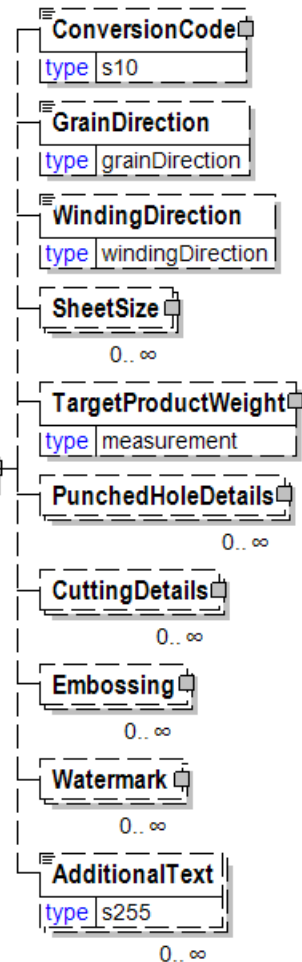 ConversionCode
type s10
GrainDirection
type grainDirection
WindingDirection
type windingDirection
SheetSize
0.. ∞
TargetProductWeight
type measurement
PunchedHoleDetails
0.. ∞
CuttingDetails
0.. ∞
Embossing
0.. ∞
Watermark
0.. ∞
AdditionalText
type s255
0.. ∞